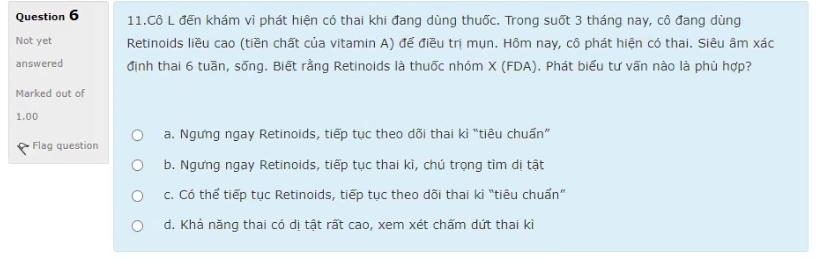 Question 6
Not yet
answered
Marked out of
1.00
Flag question
11.Cô L đến khám vì phát hiện có thai khi đang dùng thuốc. Trong suốt 3 tháng nay, cô đang dùng
Retinoids liều cao (tiền chất của vitamin A) để điều trị mụn. Hôm nay, cô phát hiện có thai. Siêu âm xác
định thai 6 tuần, sống. Biết rằng Retinoids là thuốc nhóm X (FDA). Phát biểu tư vấn nào là phù hợp?
a. Ngưng ngay Retinoids, tiếp tục theo dõi thai kì “tiêu chuẩn”
b. Ngưng ngay Retinoids, tiếp tục thai kì, chú trọng tìm dị tật
c. Có thể tiếp tục Retinoids, tiếp tục theo dõi thai kì “tiêu chuẩn”
d. Khả năng thai có dị tật rất cao, xem xét chấm dứt thai kì